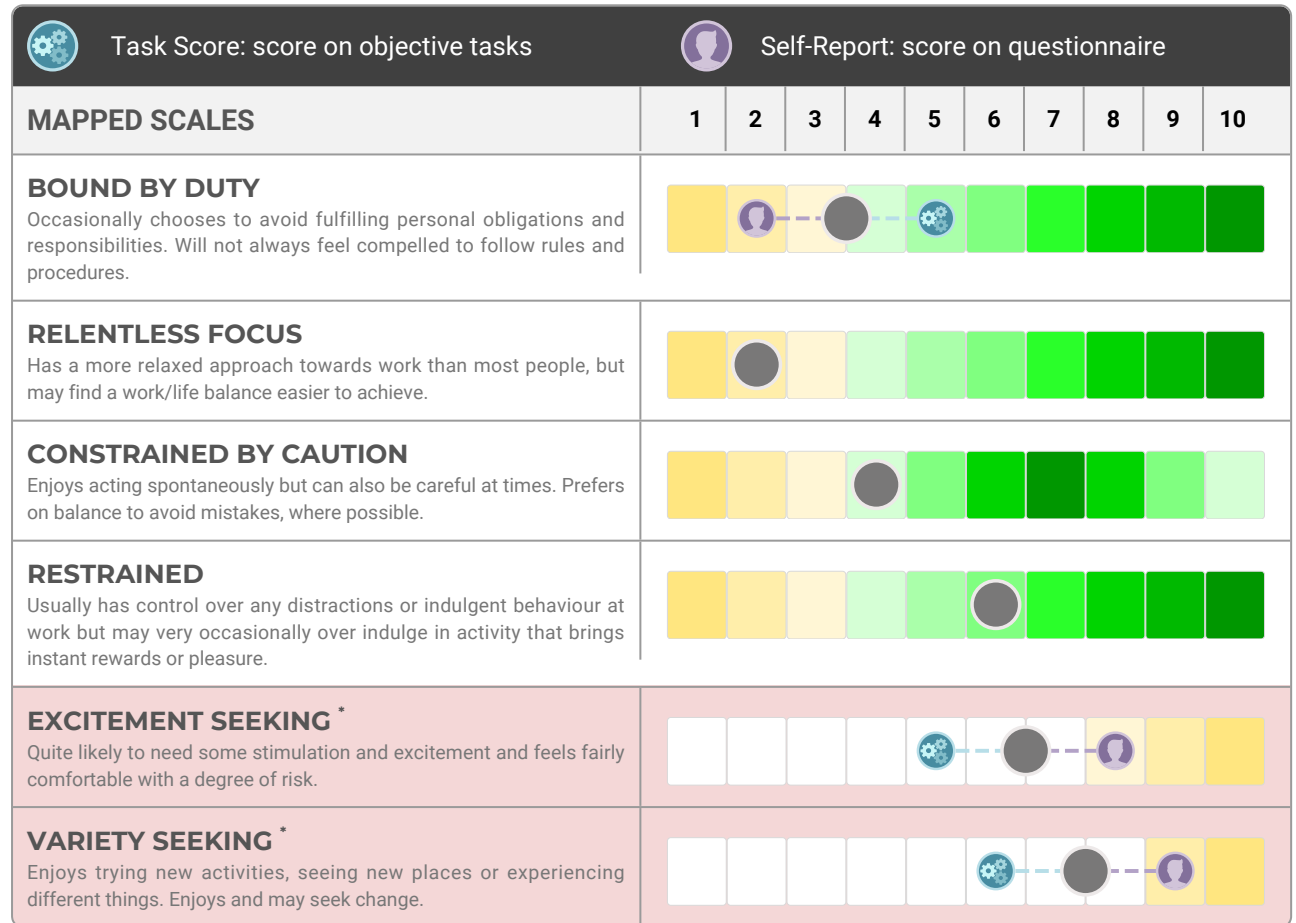 Task Score: score on objective tasks
Self-Report: score on questionnaire
MAPPED SCALES
1 2 3 4 5 6 7 8 9 10
BOUND BY DUTY
Occasionally chooses to avoid fulfilling personal obligations and
responsibilities. Will not always feel compelled to follow rules and
procedures.
RELENTLESS FOCUS
Has a more relaxed approach towards work than most people, but
may find a work/life balance easier to achieve.
CONSTRAINED BY CAUTION
Enjoys acting spontaneously but can also be careful at times. Prefers
on balance to avoid mistakes, where possible.
RESTRAINED
Usually has control over any distractions or indulgent behaviour at
work but may very occasionally over indulge in activity that brings
instant rewards or pleasure.
EXCITEMENT SEEKING *
Quite likely to need some stimulation and excitement and feels fairly
comfortable with a degree of risk.
VARIETY SEEKING *
Enjoys trying new activities, seeing new places or experiencing
different things. Enjoys and may seek change.